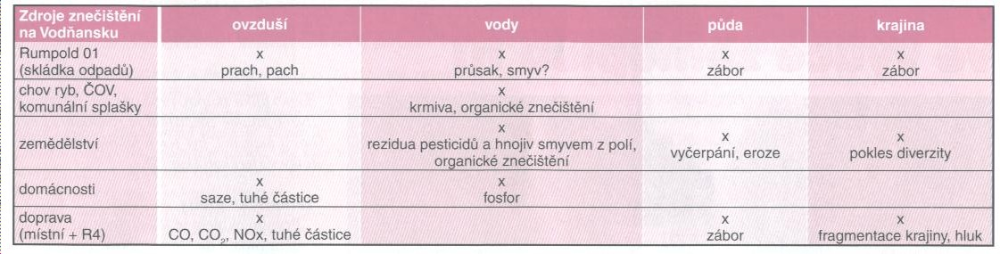 Zdroje znečištění na Vodňansku ovzduší vody půda krajina
Rumpold 01 (skládka odpadů) x prach, pach x průsak, smyv? x zábor x zábor
chov ryb, ČOV, komunální splašky x krmiva, organické znečištění
zemědělství x rezidua pesticidů a hnojiv smyvem z polí, organické znečištění x vyčerpání, eroze x pokles diverzity
domácnosti x saze, tuhé částice x fosfor
doprava (místní + R4) x CO, CO₂, NOx, tuhé částice x zábor x fragmentace krajiny, hluk